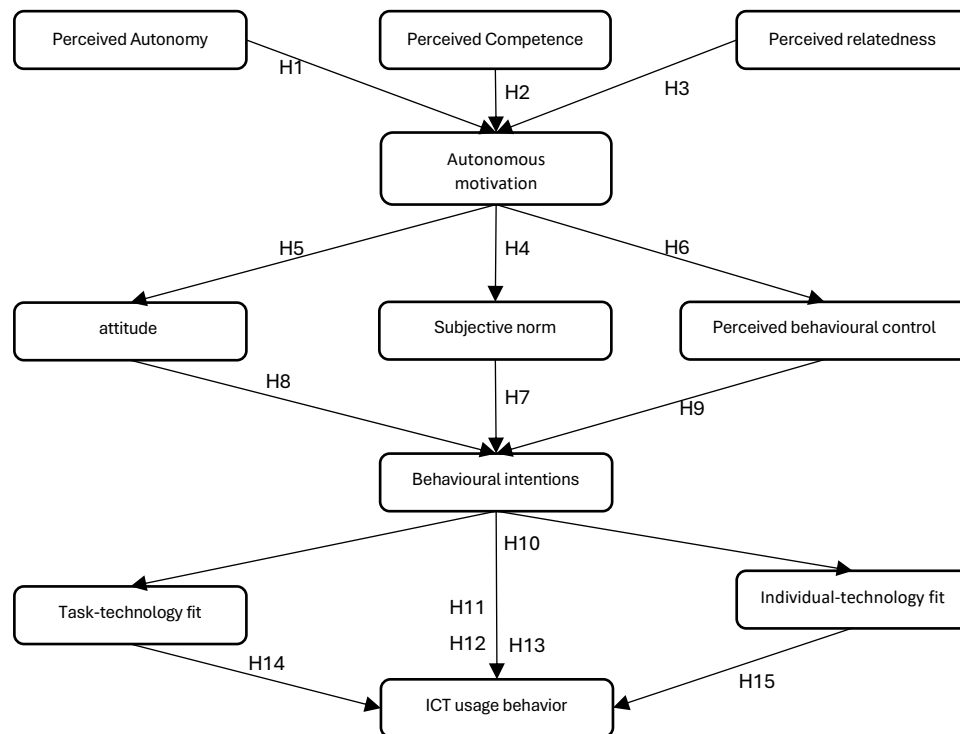 Perceived Autonomy
Perceived Competence
Perceived relatedness
H1
H2
H3
Autonomous
motivation
H5
H4
H6
attitude
Subjective norm
Perceived behavioural control
H8
H7
H9
Behavioural intentions
H10
Task-technology fit
H11
Individual-technology fit
H12
H13
H14
H15
ICT usage behavior